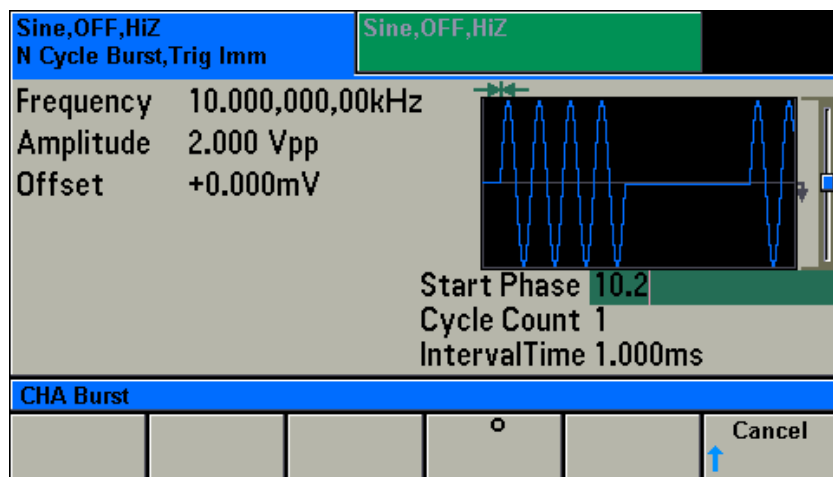 Sine,OFF,HiZ
N Cycle Burst,Trig Imm
Sine,OFF,HiZ
Frequency 10.000,000,00kHz
Amplitude 2.000 Vpp
Offset +0.000mV
Start Phase 10.2
Cycle Count 1
IntervalTime 1.000ms
CHA Burst
°
Cancel